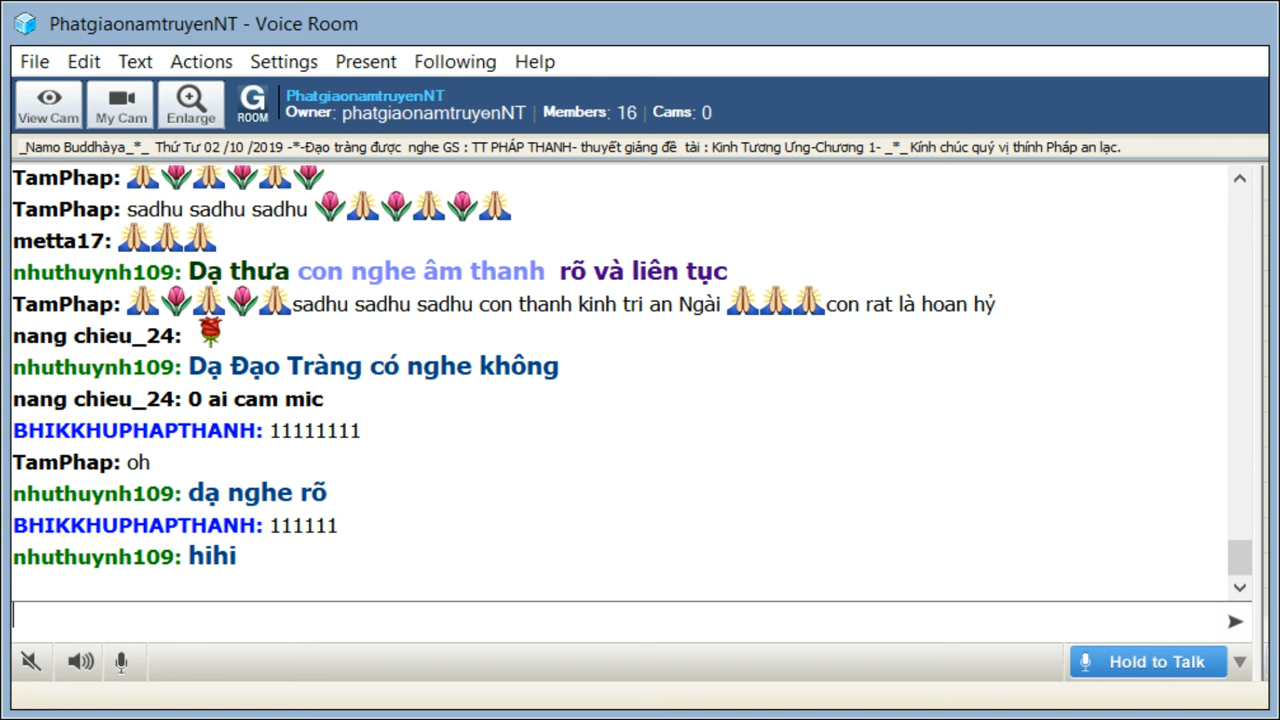 PhatgiaonamtruyenNT - Voice Room
File Edit Text Actions Settings Present Following Help
View Cam My Cam Enlarge G ROOM PhatgiaonamtruyenNT
Owner: phatgiaonamtruyenNT | Members: 16 | Cams: 0
_Namo Buddhàya_*_ Thứ Tư 02 /10 /2019 -*-Đạo tràng được nghe GS : TT PHÁP THANH- thuyết giảng đề tài : Kinh Tương Ưng-Chương 1- _*_Kính chúc quý vị thính Pháp an lạc.
TamPhap: 🙏🌷🙏🌷🙏🌷
TamPhap: sadhu sadhu sadhu 🌷🙏🌷🙏🌷🙏
metta17: 🙏🙏🙏
nhuthuynh109: Dạ thưa con nghe âm thanh rõ và liên tục
TamPhap: 🙏🌷🙏🌷🙏sadhu sadhu sadhu con thanh kinh tri an Ngài 🙏🙏🙏con rat là hoan hỷ
nang chieu_24: 🌹
nhuthuynh109: Dạ Đạo Tràng có nghe không
nang chieu_24: 0 ai cam mic
BHIKKHUPHAPTHANH: 11111111
TamPhap: oh
nhuthuynh109: dạ nghe rõ
BHIKKHUPHAPTHANH: 111111
nhuthuynh109: hihi
Hold to Talk